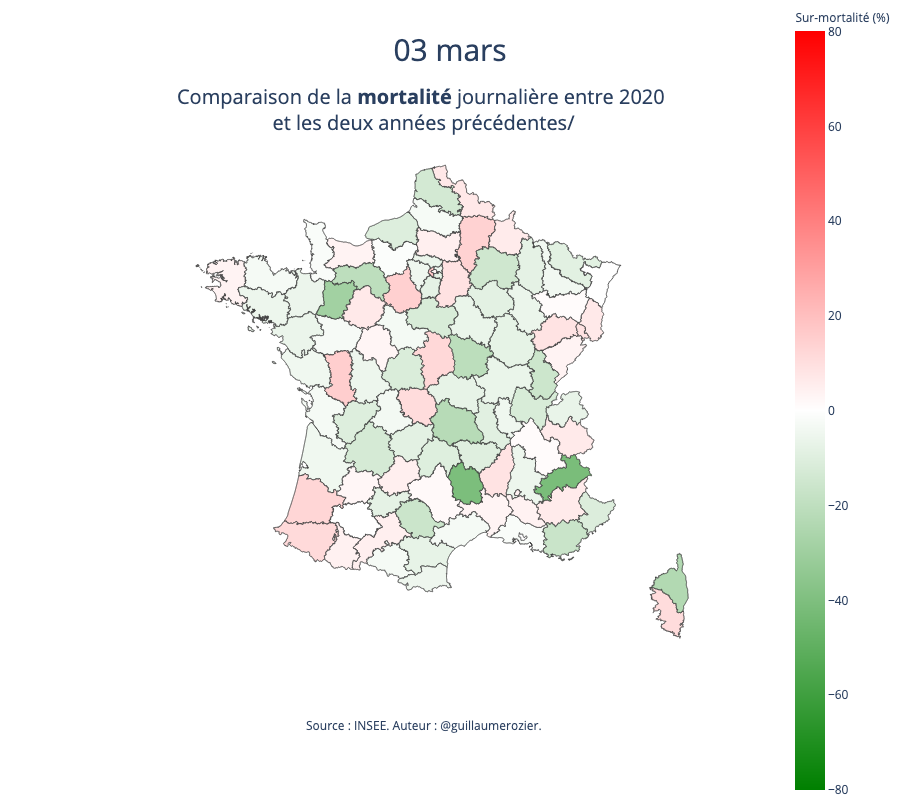 Sur-mortalité (%)
03 mars
Comparaison de la mortalité journalière entre 2020
et les deux années précédentes/
80
60
40
20
0
−20
−40
−60
−80
Source : INSEE. Auteur : @guillaumerozier.